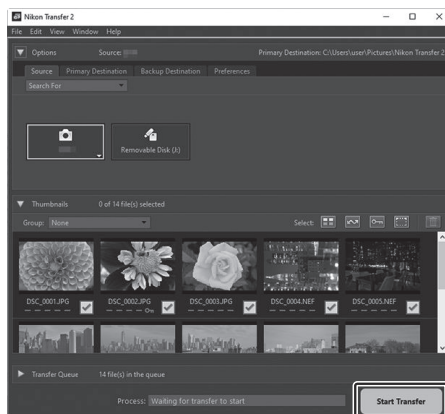 Nikon Transfer 2
File Edit View Window Help
Options Source: Primary Destination: C:\Users\user\Pictures\Nikon Transfer 2
Source Primary Destination Backup Destination Preferences
Search For
Removable Disk (J:)
Thumbnails 0 of 14 file(s) selected
Group: None Select:
DSC_0001.JPG DSC_0002.JPG DSC_0003.JPG DSC_0004.NEF DSC_0005.NEF
Transfer Queue 14 file(s) in the queue
Process: Waiting for transfer to start Start Transfer